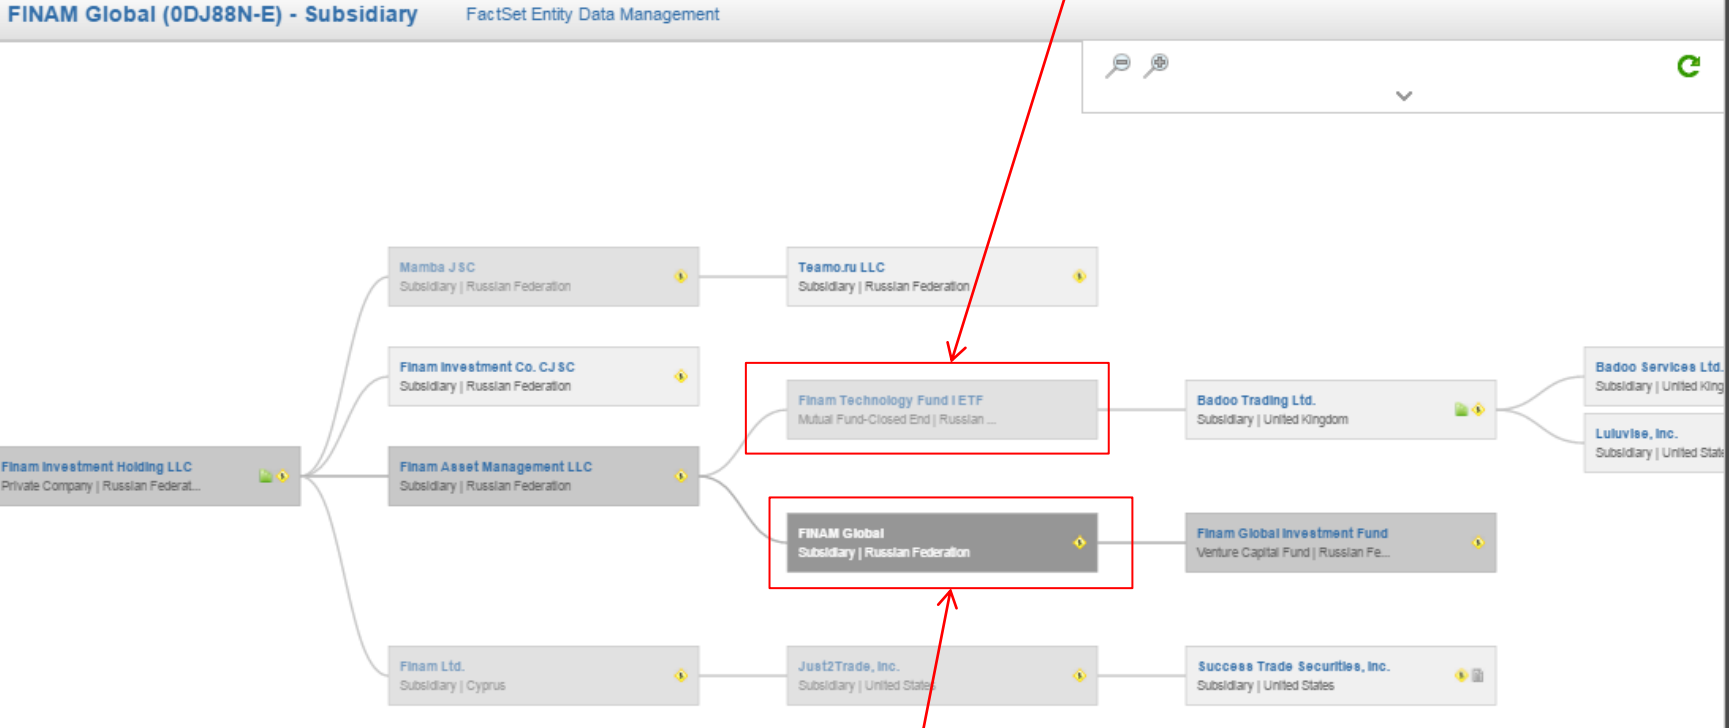 FINAM Global (0DJ88N-E) - Subsidiary
FactSet Entity Data Management
Mamba JSC
Subsidiary | Russian Federation
Teamo.ru LLC
Subsidiary | Russian Federation
Finam Investment Co. CJSC
Subsidiary | Russian Federation
Finam Technology Fund I ETF
Mutual Fund-Closed End | Russian ...
Badoo Trading Ltd.
Subsidiary | United Kingdom
Badoo Services Ltd.
Subsidiary | United King
Luluvise, Inc.
Subsidiary | United State
Finam Investment Holding LLC
Private Company | Russian Federat...
Finam Asset Management LLC
Subsidiary | Russian Federation
FINAM Global
Subsidiary | Russian Federation
Finam Global Investment Fund
Venture Capital Fund | Russian Fe...
Finam Ltd.
Subsidiary | Cyprus
Just2Trade, Inc.
Subsidiary | United States
Success Trade Securities, Inc.
Subsidiary | United States